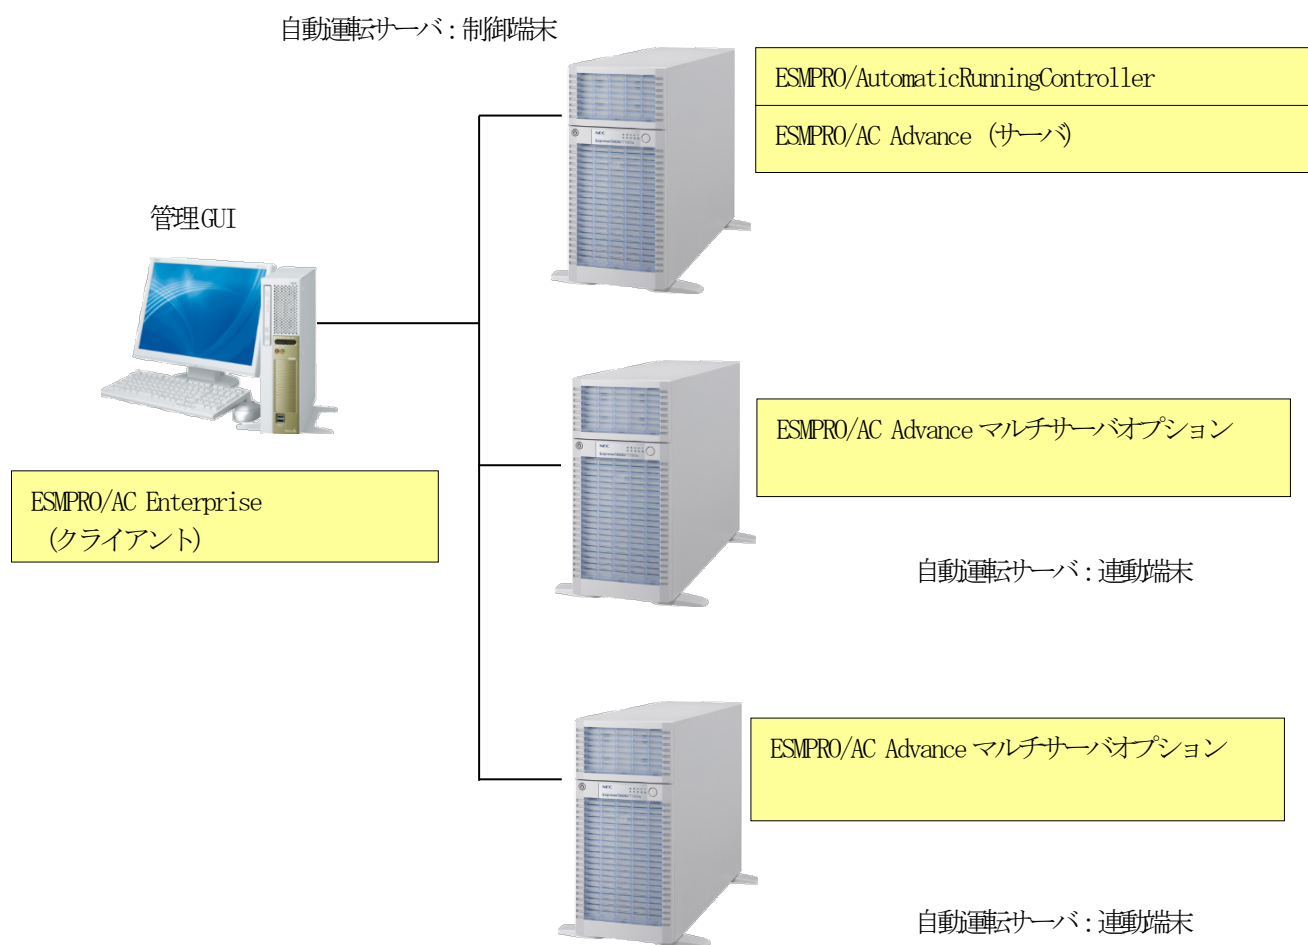 自動運転サーバ：制御端末
ESMPRO/AutomaticRunningController
ESMPRO/AC Advance (サーバ)
NEC
管理GUI
ESMPRO/AC Advance マルチサーバオプション
NEC
ESMPRO/AC Enterprise
(クライアント)
自動運転サーバ：連動端末
ESMPRO/AC Advance マルチサーバオプション
NEC
自動運転サーバ：連動端末